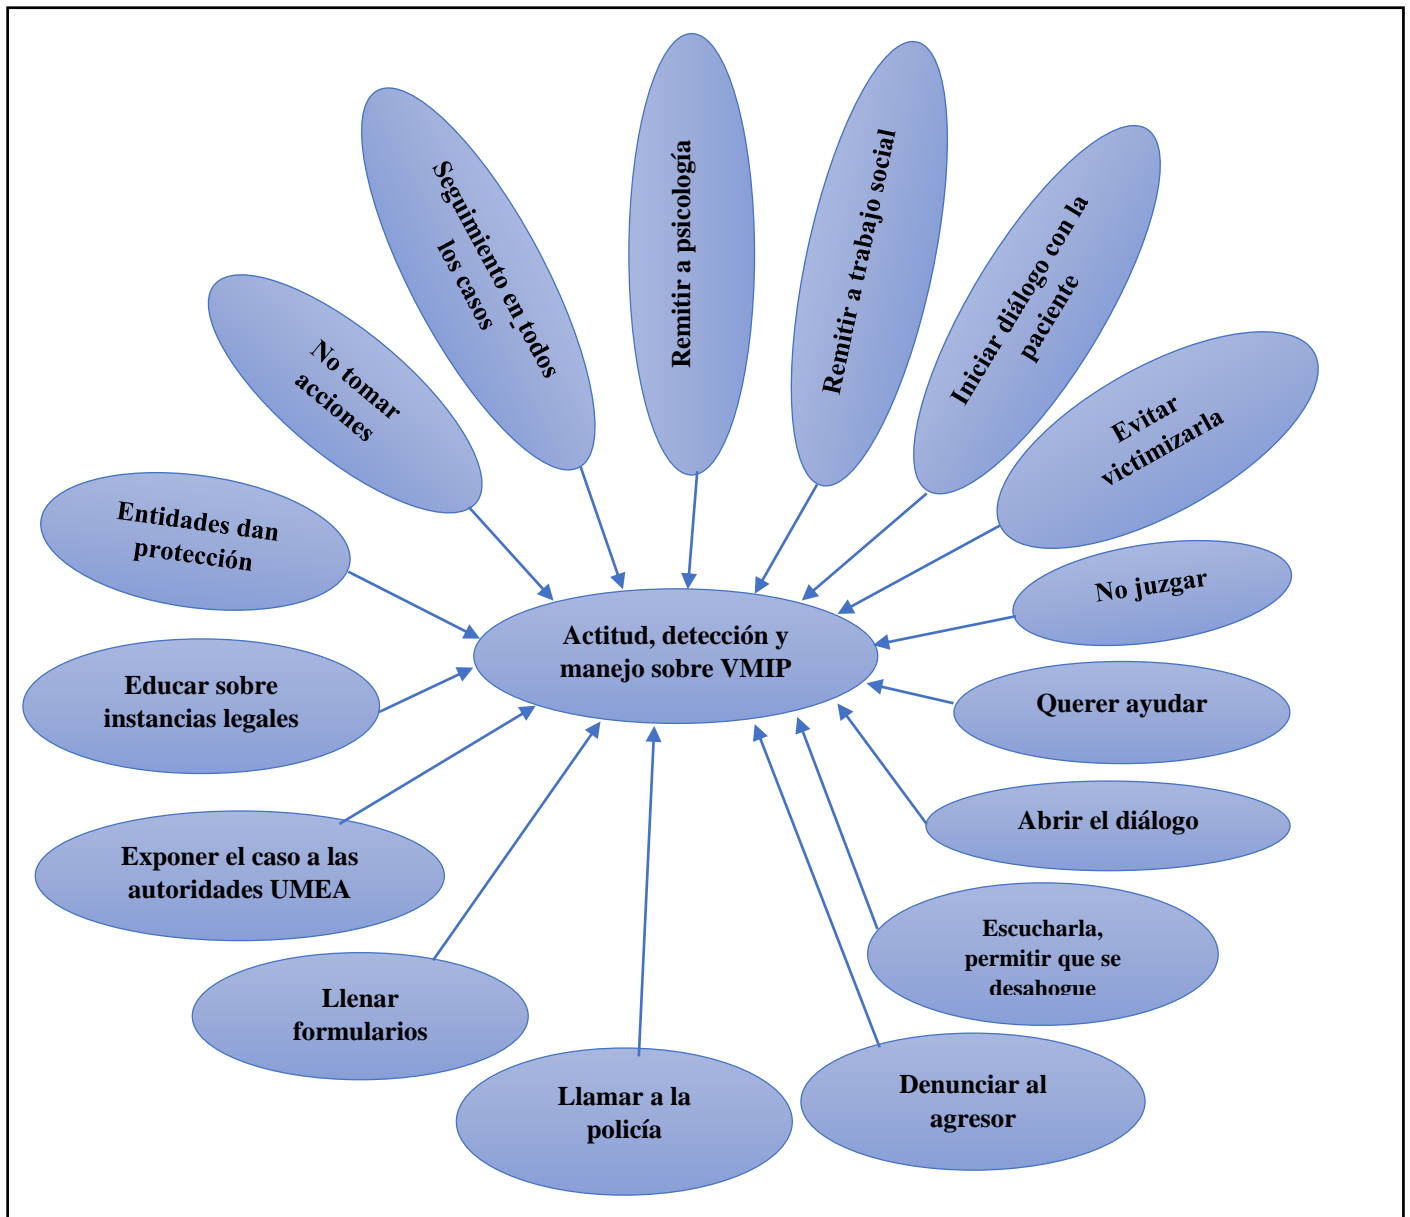 Remitir a psicología
Remitir a trabajo social
Seguimiento en todos
los casos
Iniciar diálogo con la
paciente
No tomar
acciones
Evitar
victimizarla
Entidades dan
protección
No juzgar
Actitud, detección y
manejo sobre VMIP
Educar sobre
instancias legales
Querer ayudar
Abrir el diálogo
Exponer el caso a las
autoridades UMEA
Escucharla,
permitir que se
desahogue
Llenar
formularios
Llamar a la
policía
Denunciar al
agresor